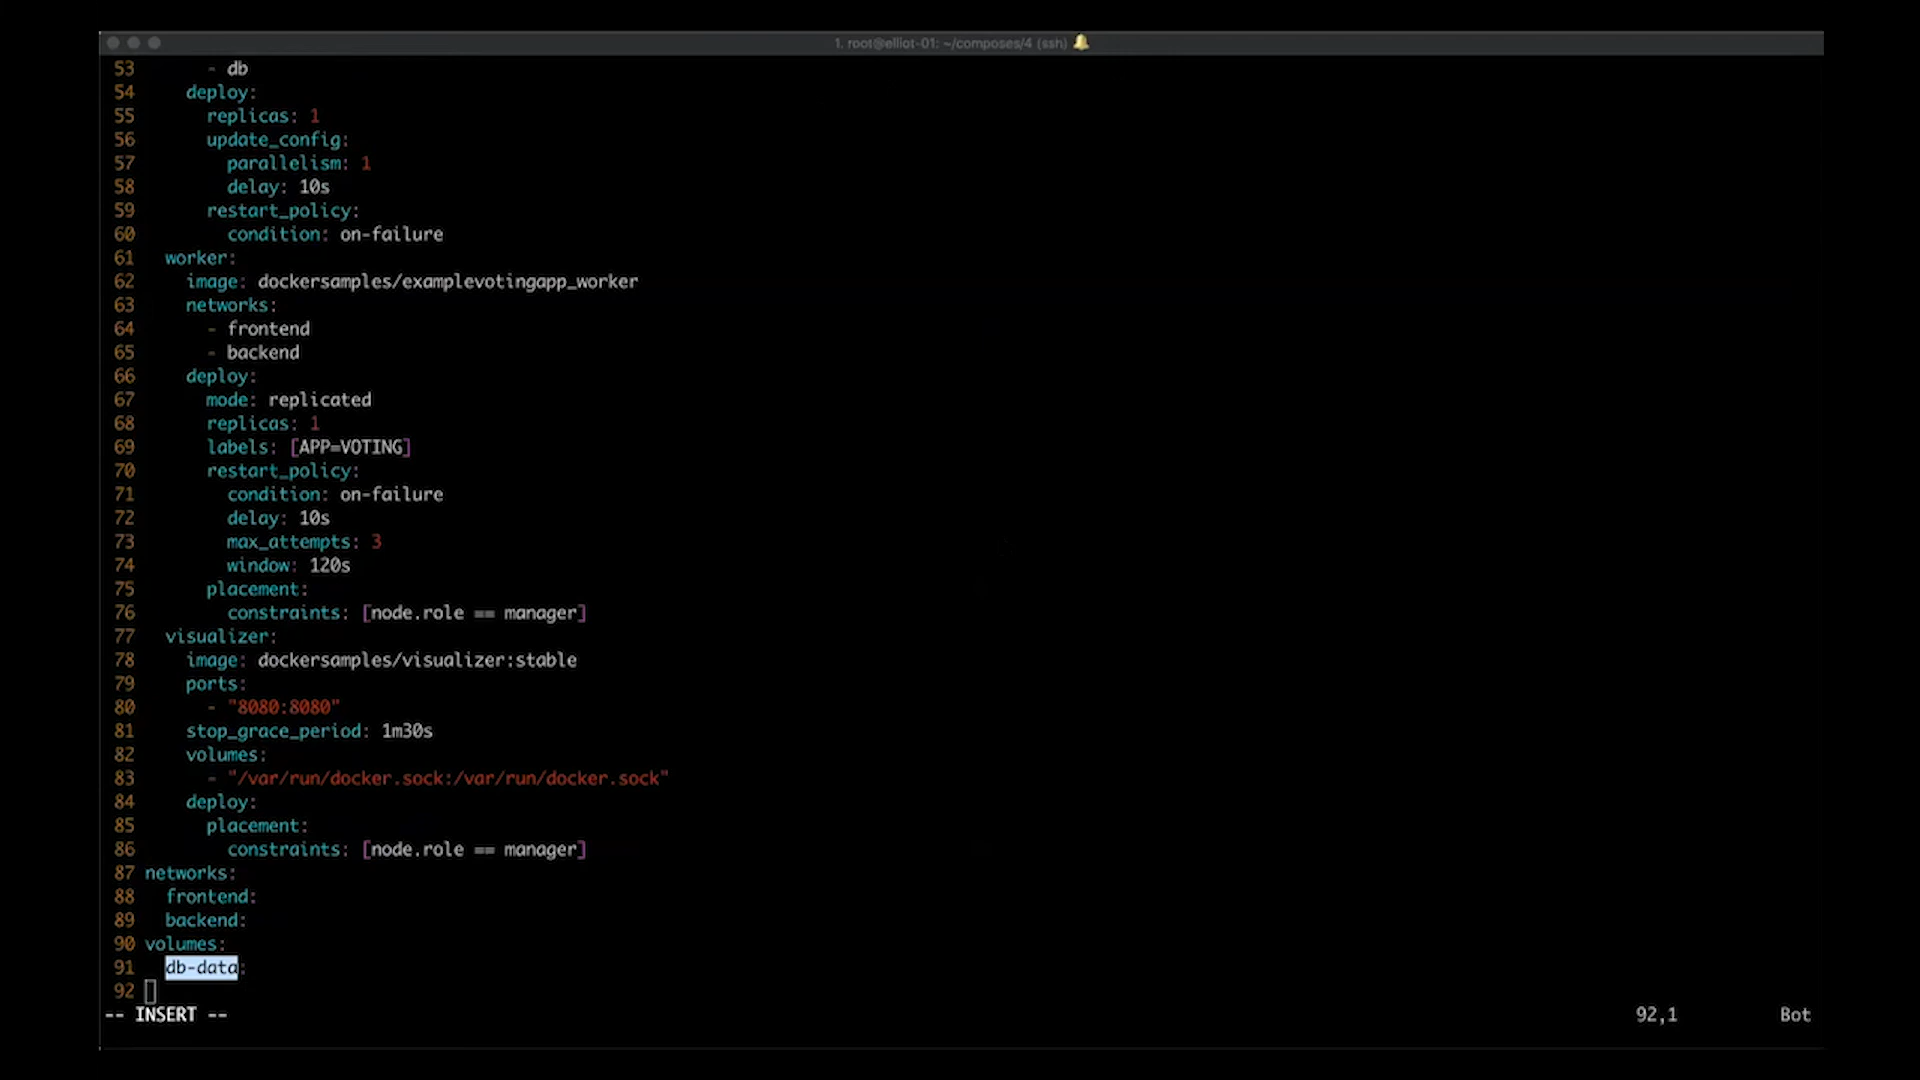 1. root@elliot-01: ~/composes/4 (ssh)
53       - db
54     deploy:
55       replicas: 1
56       update_config:
57         parallelism: 1
58         delay: 10s
59       restart_policy:
60         condition: on-failure
61   worker:
62     image: dockersamples/examplevotingapp_worker
63     networks:
64       - frontend
65       - backend
66     deploy:
67       mode: replicated
68       replicas: 1
69       labels: [APP=VOTING]
70       restart_policy:
71         condition: on-failure
72         delay: 10s
73         max_attempts: 3
74         window: 120s
75       placement:
76         constraints: [node.role == manager]
77   visualizer:
78     image: dockersamples/visualizer:stable
79     ports:
80       - "8080:8080"
81     stop_grace_period: 1m30s
82     volumes:
83       - "/var/run/docker.sock:/var/run/docker.sock"
84     deploy:
85       placement:
86         constraints: [node.role == manager]
87 networks:
88   frontend:
89   backend:
90 volumes:
91   db-data:
92
-- INSERT -- 92,1 Bot